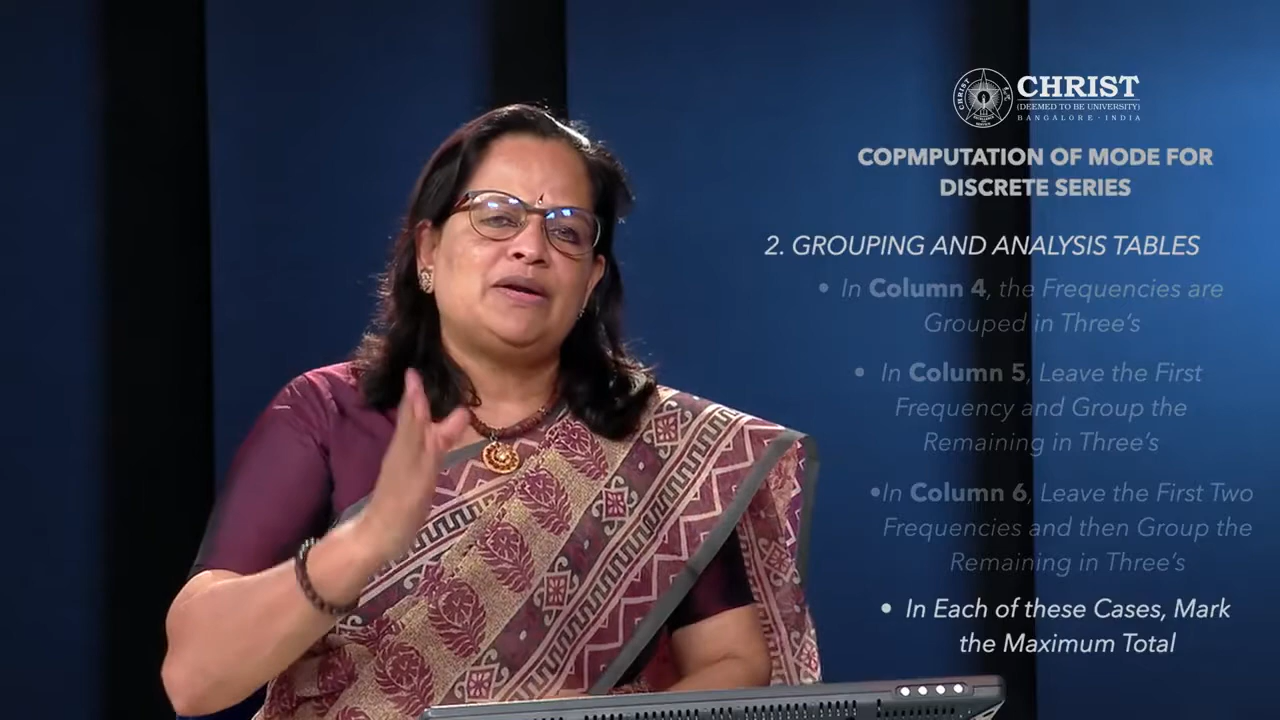 CHRIST
(DEEMED TO BE UNIVERSITY)
BANGALORE · INDIA
COPMPUTATION OF MODE FOR
DISCRETE SERIES
2. GROUPING AND ANALYSIS TABLES
• In Column 4, the Frequencies are
Grouped in Three's
• In Column 5, Leave the First
Frequency and Group the
Remaining in Three's
•In Column 6, Leave the First Two
Frequencies and then Group the
Remaining in Three's
• In Each of these Cases, Mark
the Maximum Total